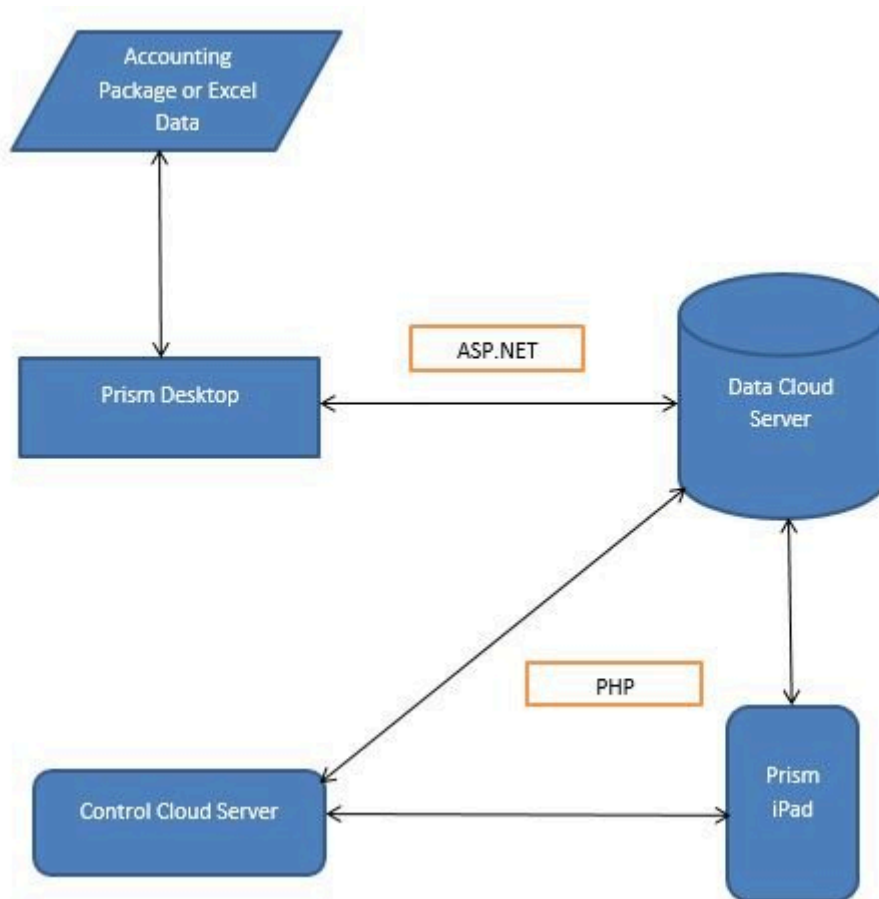 Accounting
Package or Excel
Data
ASP.NET
Prism Desktop
Data Cloud
Server
PHP
Control Cloud Server
Prism
iPad